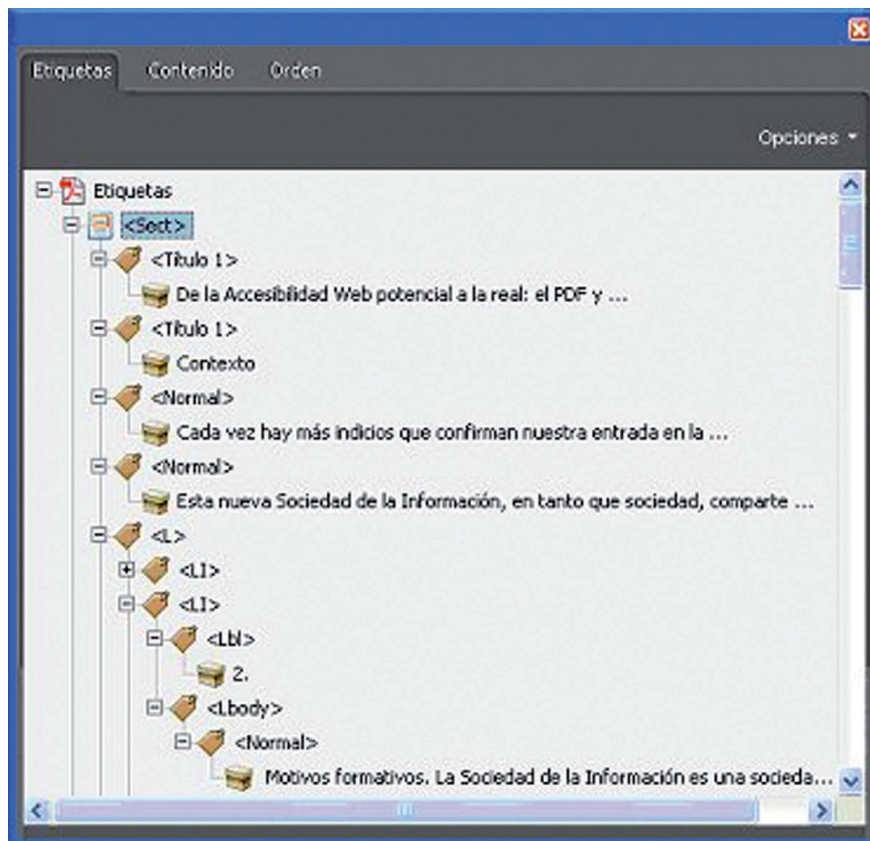 Etiquetas Contenido Orden
Opciones
Etiquetas
<Sect>
<Título 1>
De la Accesibilidad Web potencial a la real: el PDF y ...
<Título 1>
Contexto
<Normal>
Cada vez hay más indicios que confirman nuestra entrada en la ...
<Normal>
Esta nueva Sociedad de la Información, en tanto que sociedad, comparte ...
<L>
<LI>
<LI>
<Lbl>
2.
<Lbody>
<Normal>
Motivos formativos. La Sociedad de la Información es una socieda...